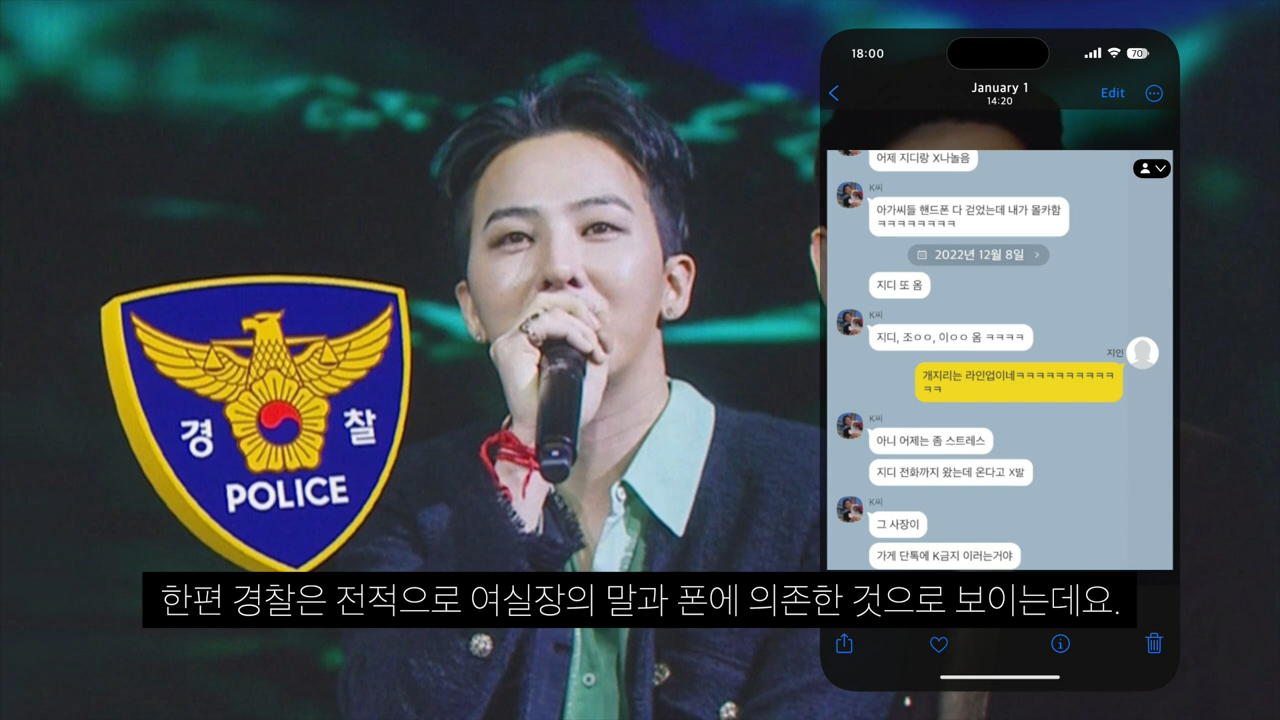 경 찰
POLICE
18:00
70
January 1
14:20
Edit
어제 지디랑 X나놀음
K씨
아가씨들 핸드폰 다 걷었는데 내가 몰카함
ㅋㅋㅋㅋㅋㅋㅋㅋ
2022년 12월 8일
지디 또 옴
K씨
지디, 조ㅇㅇ, 이ㅇㅇ 옴 ㅋㅋㅋㅋ
지인
개지리는 라인업이네ㅋㅋㅋㅋㅋㅋㅋㅋㅋㅋ
ㅋㅋ
K씨
아니 어제는 좀 스트레스
지디 전화까지 왔는데 온다고 X발
K씨
그 사장이
가게 단톡에 K금지 이러는거야
한편 경찰은 전적으로 여실장의 말과 폰에 의존한 것으로 보이는데요.